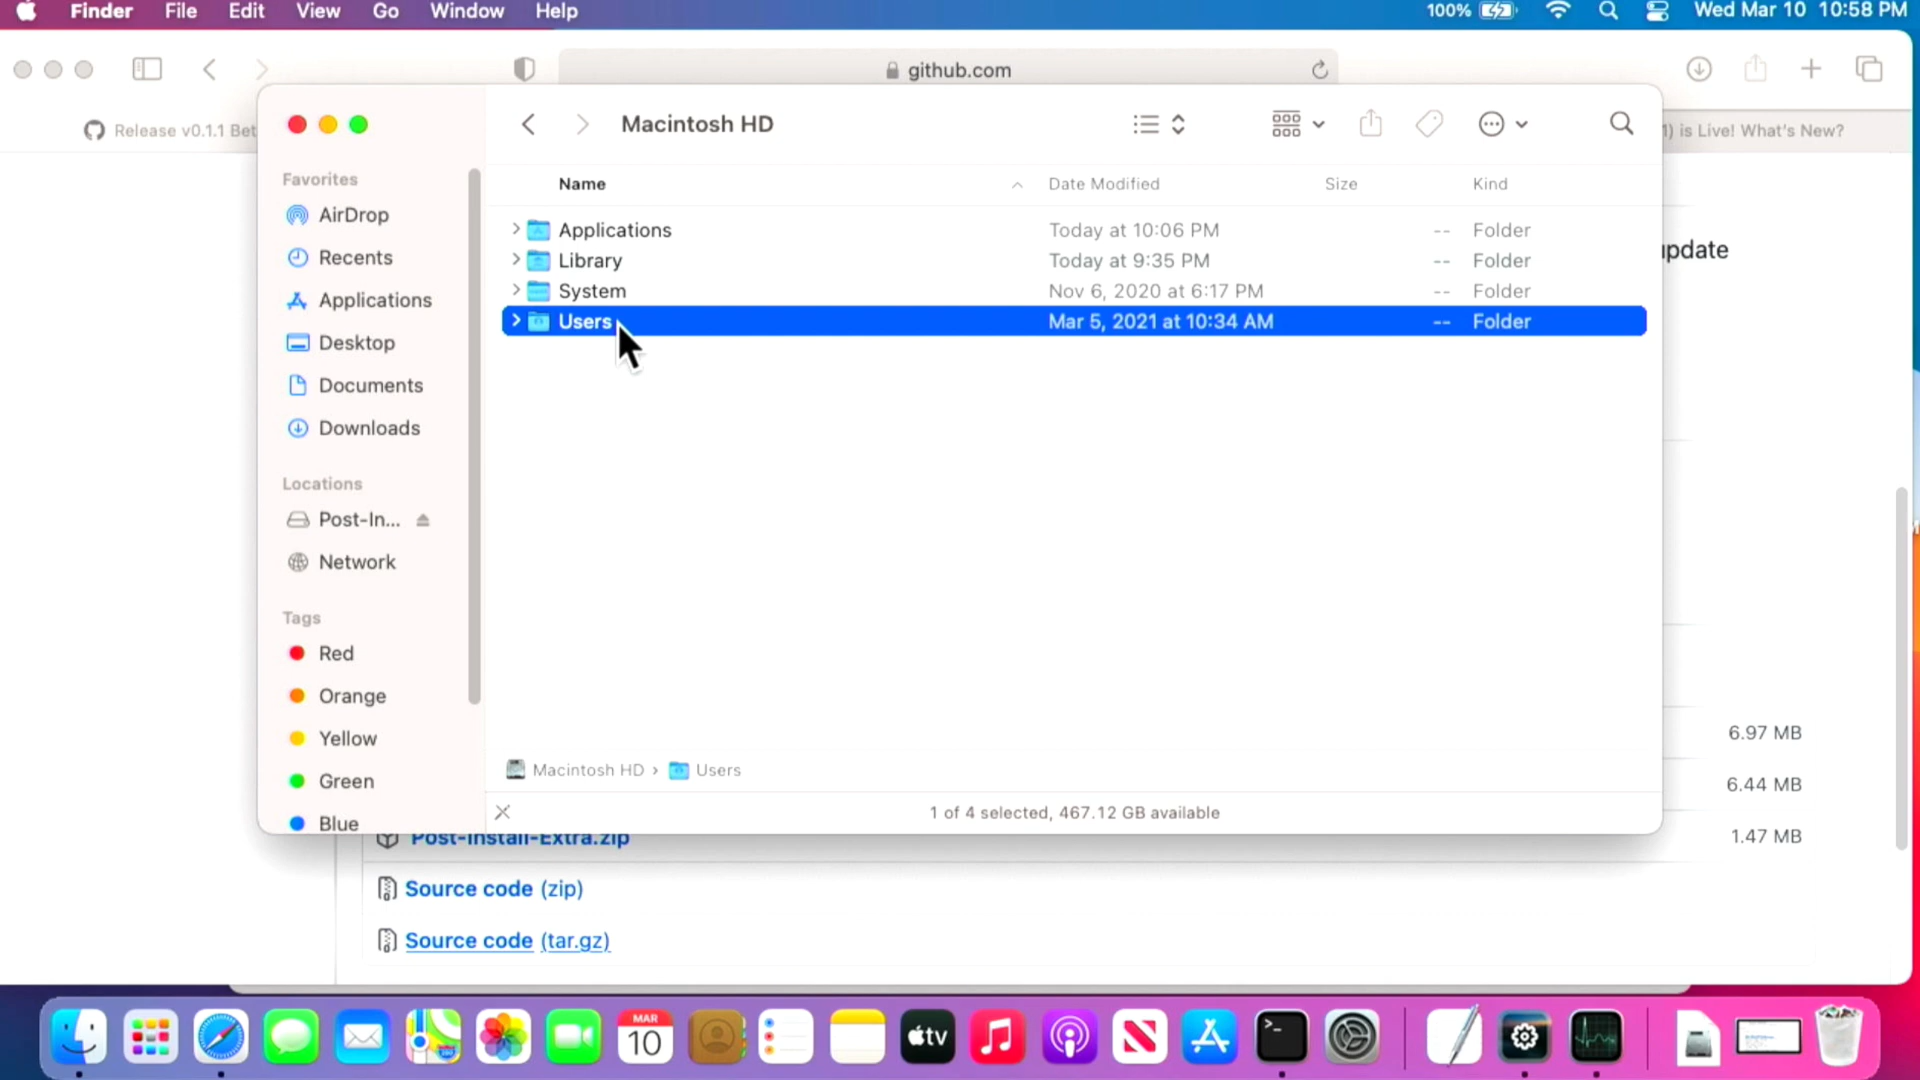 Finder File Edit View Go Window Help 100% Wed Mar 10 10:58 PM
github.com
Release v0.1.1 Bet
) is Live! What's New?
Macintosh HD
Favorites
AirDrop
Recents
Applications
Desktop
Documents
Downloads
Locations
Post-In...
Network
Tags
Red
Orange
Yellow
Green
Blue
Name Date Modified Size Kind
Applications Today at 10:06 PM -- Folder
Library Today at 9:35 PM -- Folder
System Nov 6, 2020 at 6:17 PM -- Folder
Users Mar 5, 2021 at 10:34 AM -- Folder
Macintosh HD › Users
1 of 4 selected, 467.12 GB available
update
6.97 MB
6.44 MB
Post-Install-Extra.zip 1.47 MB
Source code (zip)
Source code (tar.gz)
MAR
10
tv